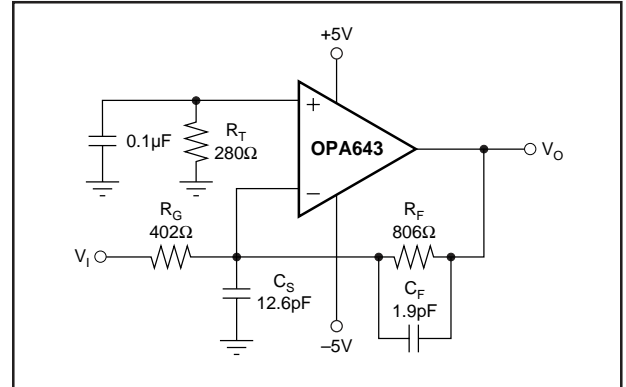 +5V
+
R_T
280Ω
0.1µF
OPA643
V_O
−
R_G
402Ω
R_F
806Ω
V_I
C_S
12.6pF
C_F
1.9pF
–5V